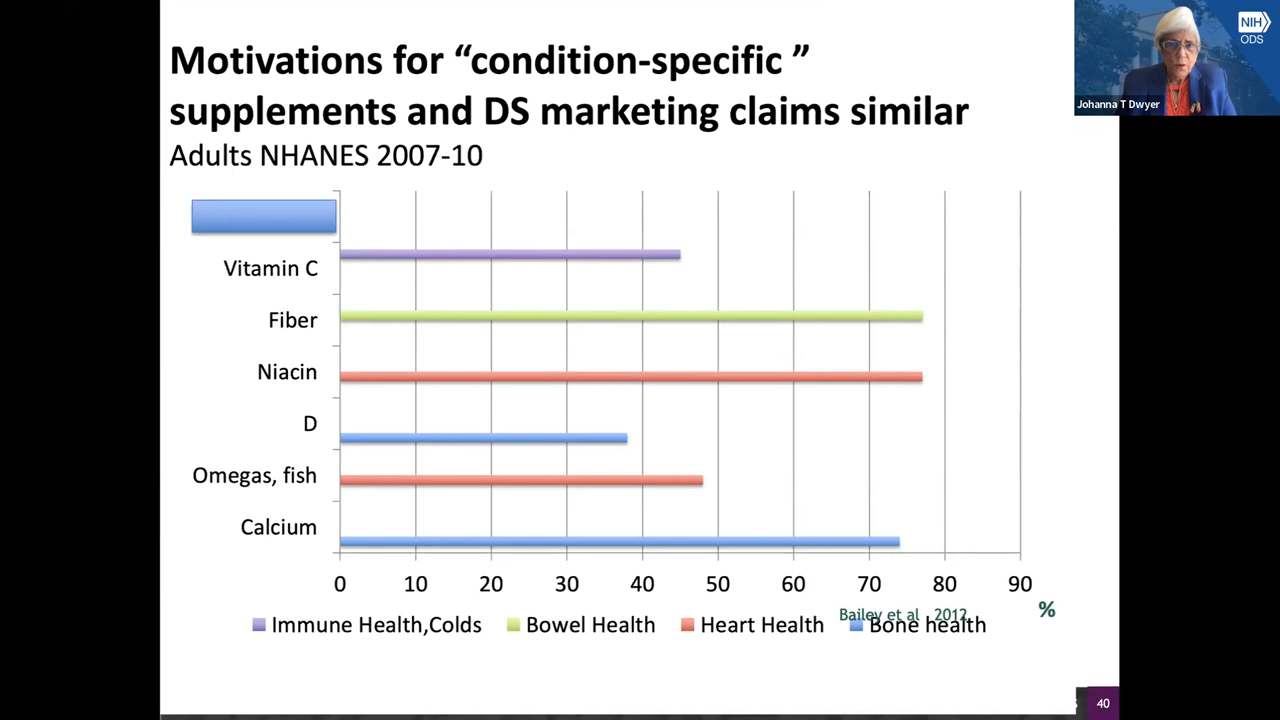 Motivations for “condition-specific ”
supplements and DS marketing claims similar
Adults NHANES 2007-10
NIH
ODS
Johanna T Dwyer
Vitamin C
Fiber
Niacin
D
Omegas, fish
Calcium
0 10 20 30 40 50 60 70 80 90
%
Bailey et al 2012
Immune Health,Colds Bowel Health Heart Health Bone health
40